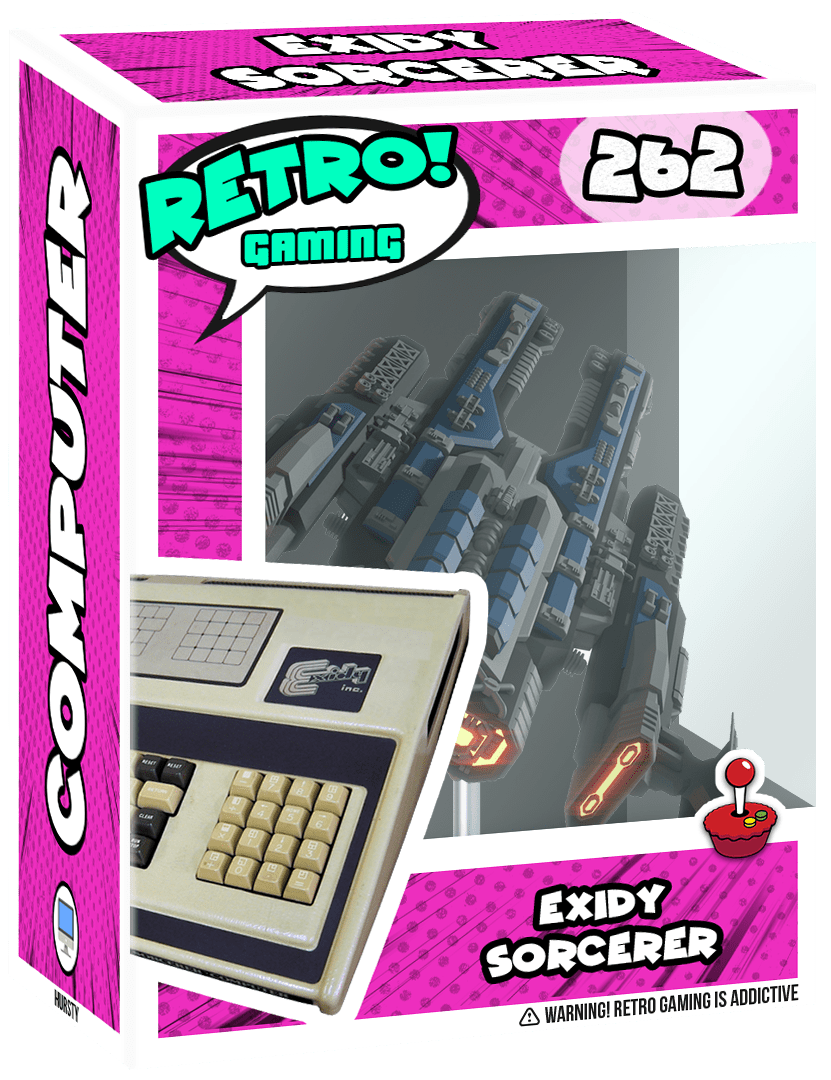 EXIDY
SORCERER
RETRO!
GAMING
262
COMPUTER
Exidy
inc.
RESET RESET
RETURN
CLEAR
EXIDY
SORCERER
WARNING! RETRO GAMING IS ADDICTIVE
HURSTY